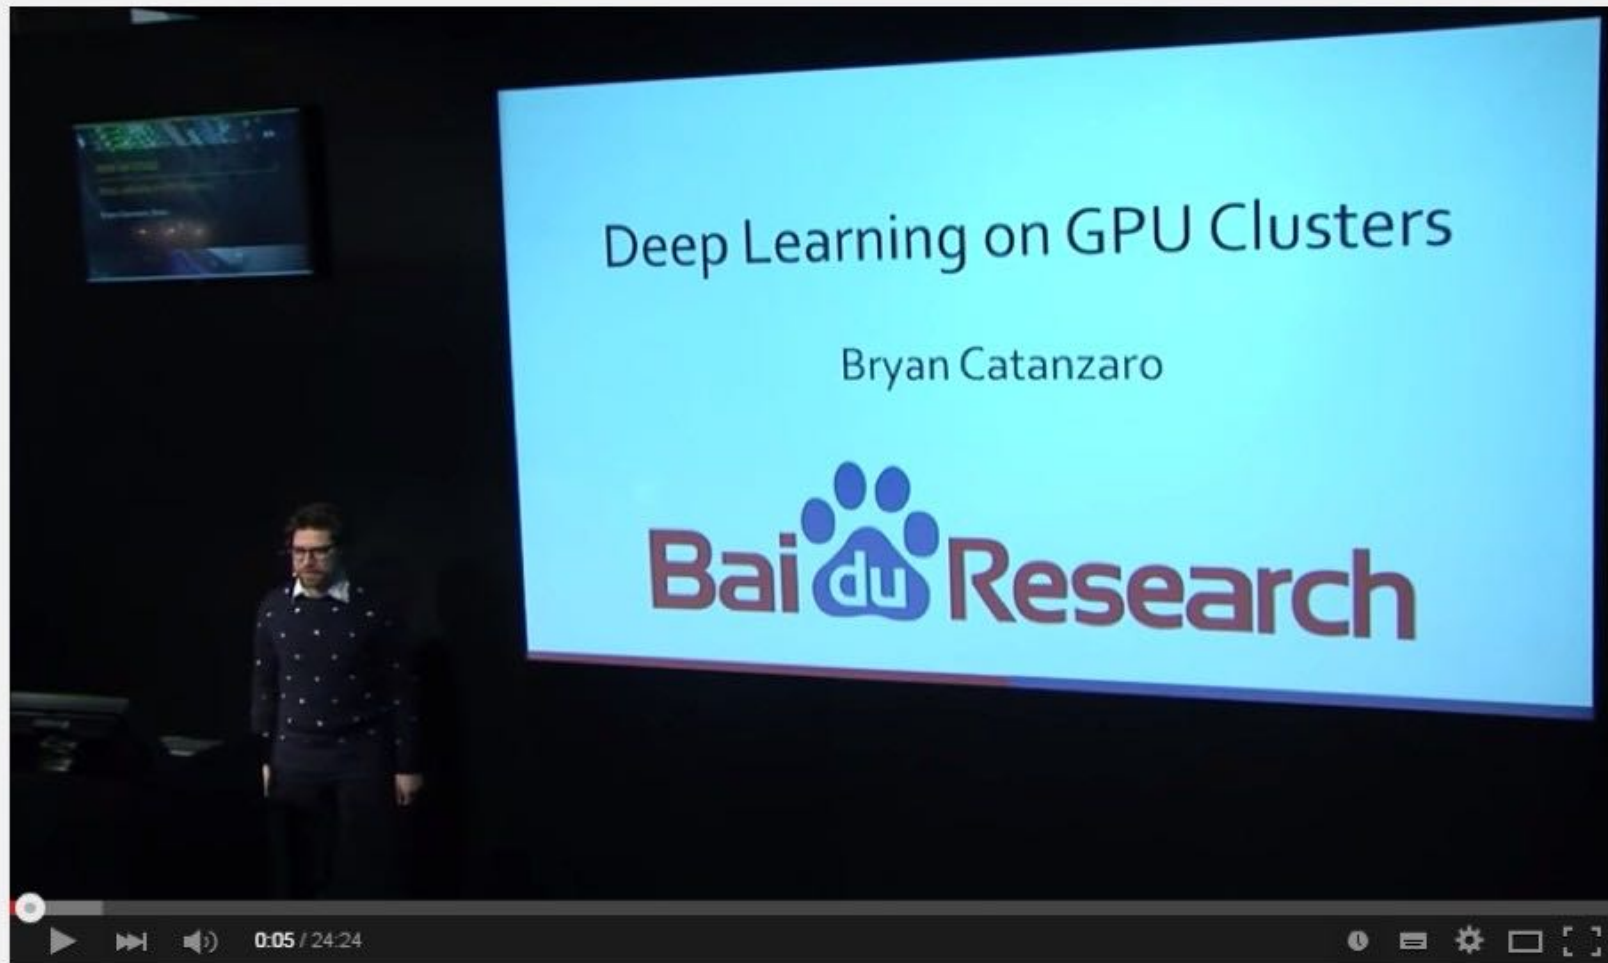 Deep Learning on GPU Clusters
Bryan Catanzaro
Baidu Research
0:05 / 24:24